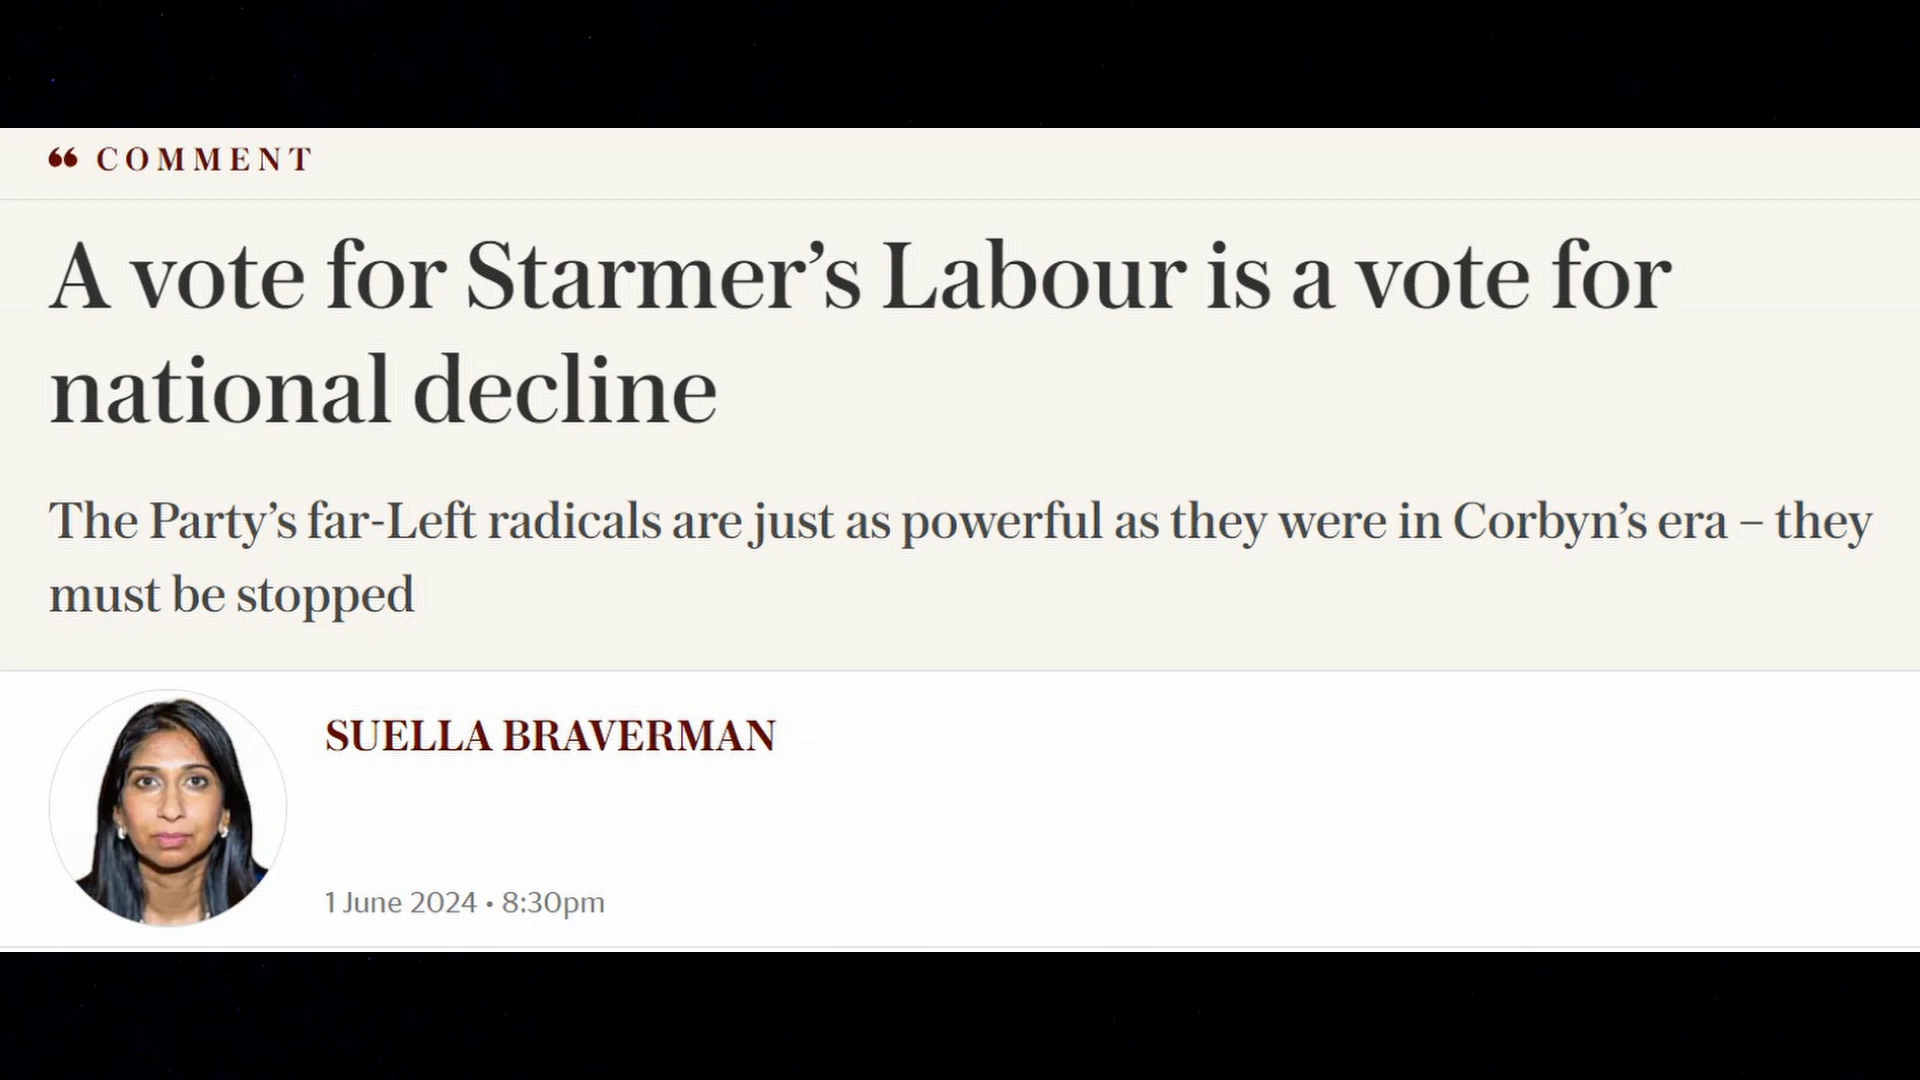 ❝ COMMENT
A vote for Starmer’s Labour is a vote for
national decline
The Party’s far-Left radicals are just as powerful as they were in Corbyn’s era – they
must be stopped
SUELLA BRAVERMAN
1 June 2024 • 8:30pm